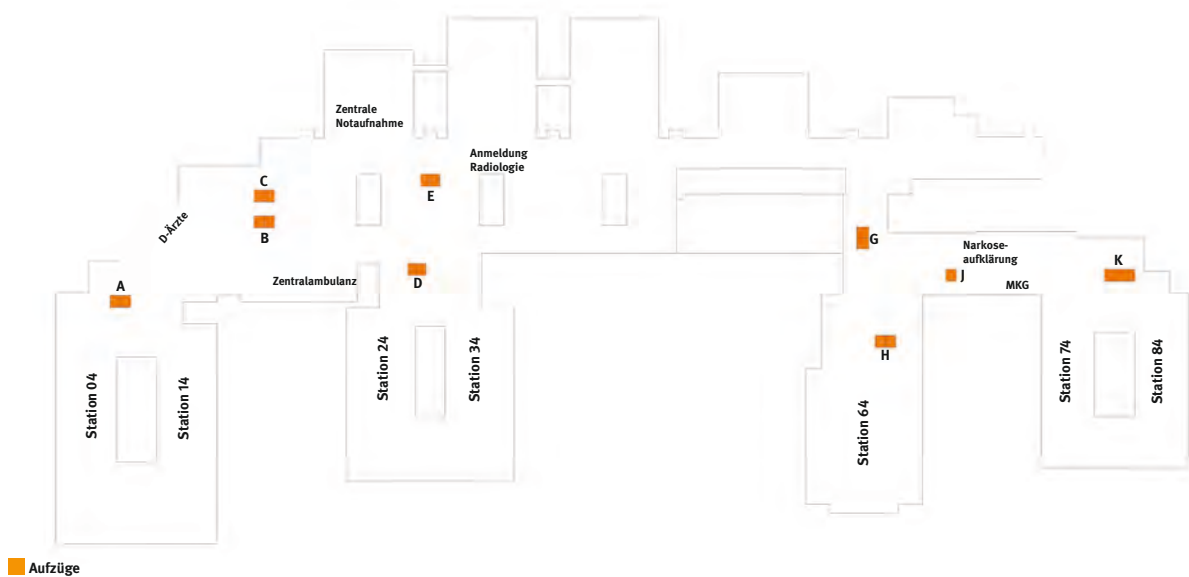 Zentrale
Notaufnahme
Anmeldung
Radiologie
C
E
D-Ärzte
B
G
Narkose-
aufklärung
K
Zentralambulanz
D
J
A
MKG
H
Station 04
Station 14
Station 24
Station 34
Station 64
Station 74
Station 84
Aufzüge